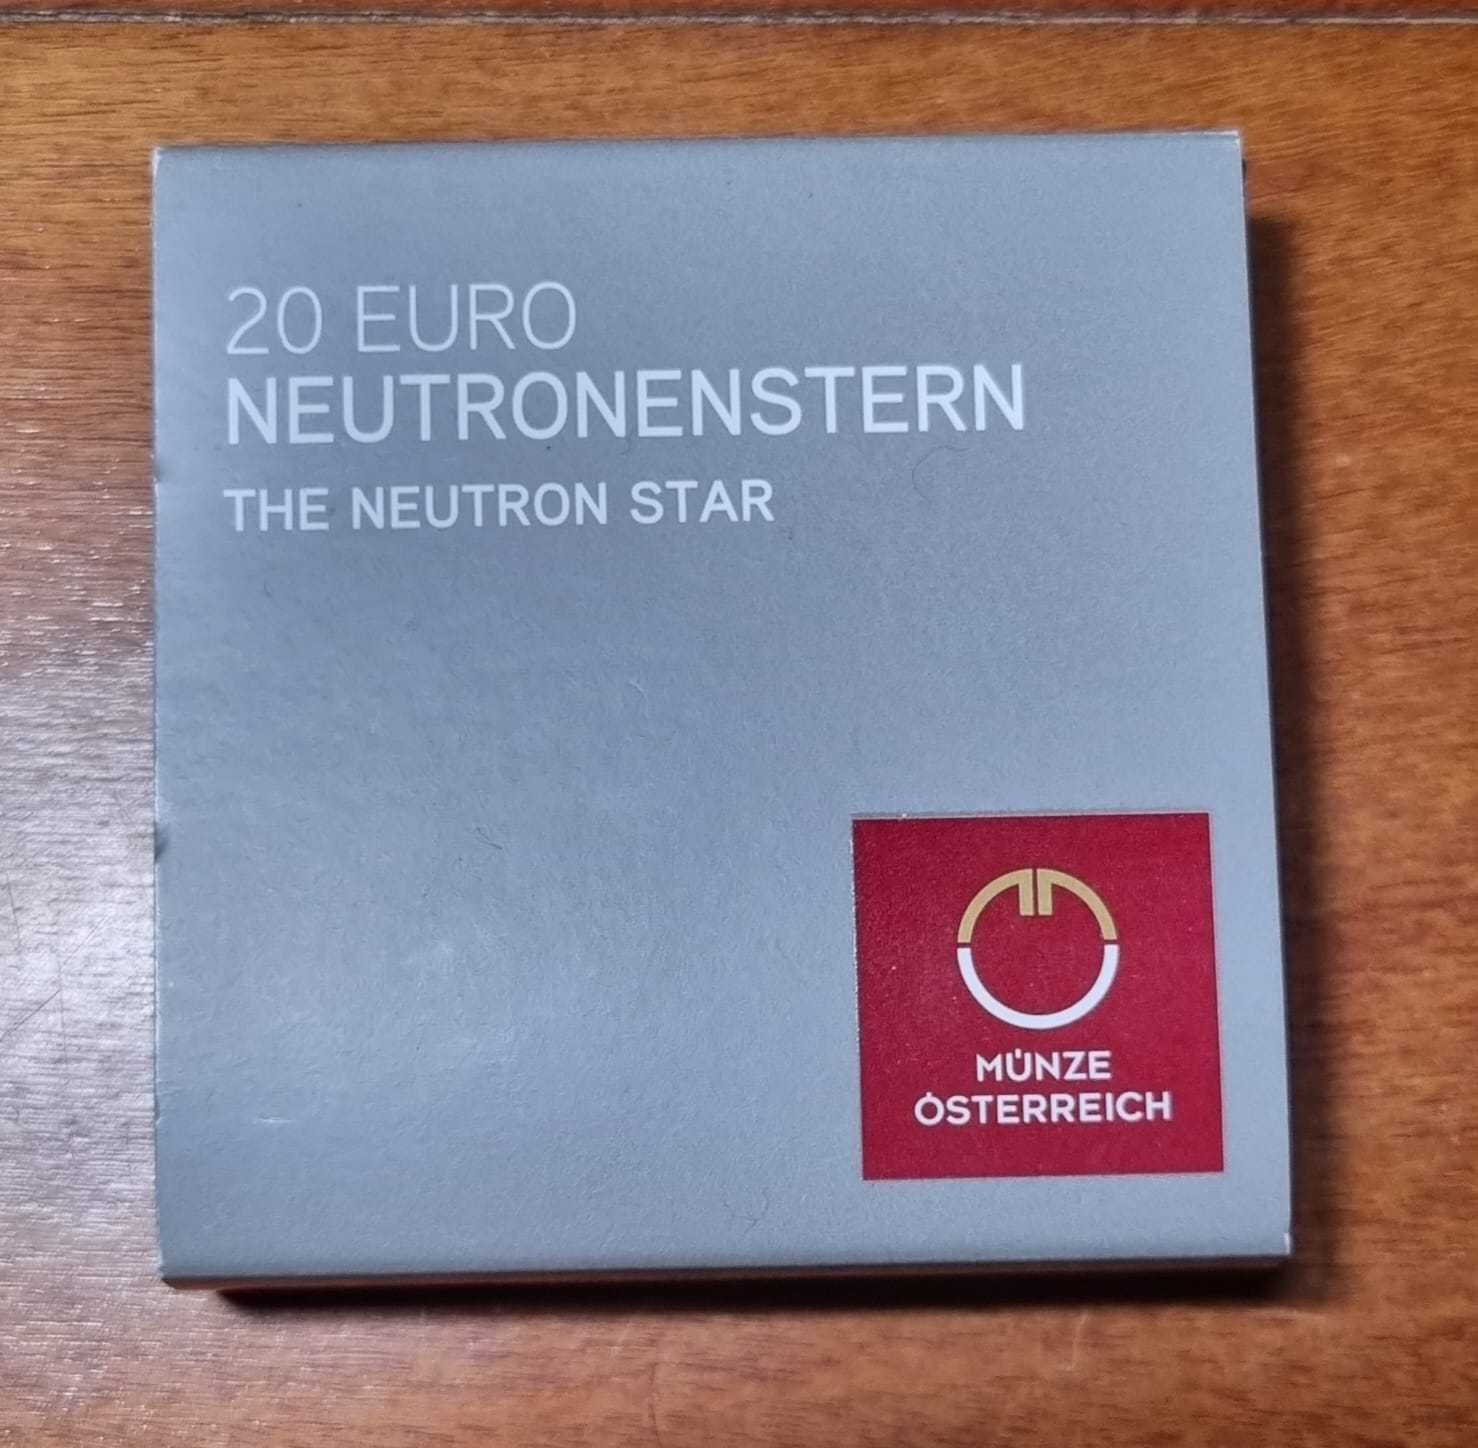 20 EURO
NEUTRONENSTERN
THE NEUTRON STAR
MÜNZE
ÖSTERREICH